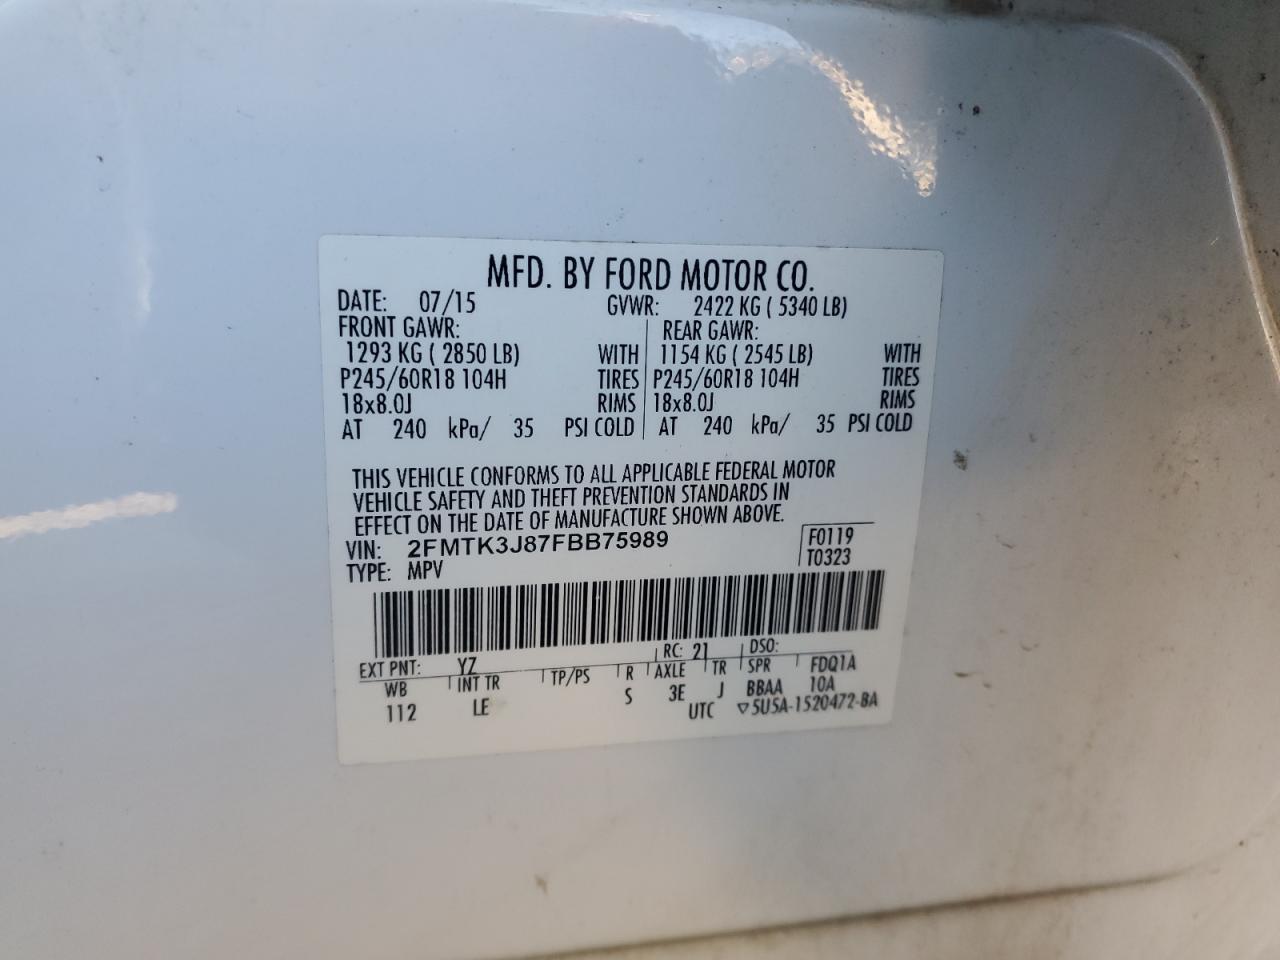 MFD. BY FORD MOTOR CO.
DATE: 07/15 GVWR: 2422 KG ( 5340 LB)
FRONT GAWR: REAR GAWR:
1293 KG ( 2850 LB) WITH 1154 KG ( 2545 LB) WITH
P245/60R18 104H TIRES P245/60R18 104H TIRES
18x8.0J RIMS 18x8.0J RIMS
AT 240 kPa/ 35 PSI COLD AT 240 kPa/ 35 PSI COLD
THIS VEHICLE CONFORMS TO ALL APPLICABLE FEDERAL MOTOR
VEHICLE SAFETY AND THEFT PREVENTION STANDARDS IN
EFFECT ON THE DATE OF MANUFACTURE SHOWN ABOVE.
VIN: 2FMTK3J87FBB75989 F0119
TYPE: MPV T0323
EXT PNT: YZ RC: 21 DSO:
WB INT TR TP/PS R AXLE TR SPR FDQ1A
112 LE S 3E J BBAA 10A
UTC ▽5U5A-1520472-BA